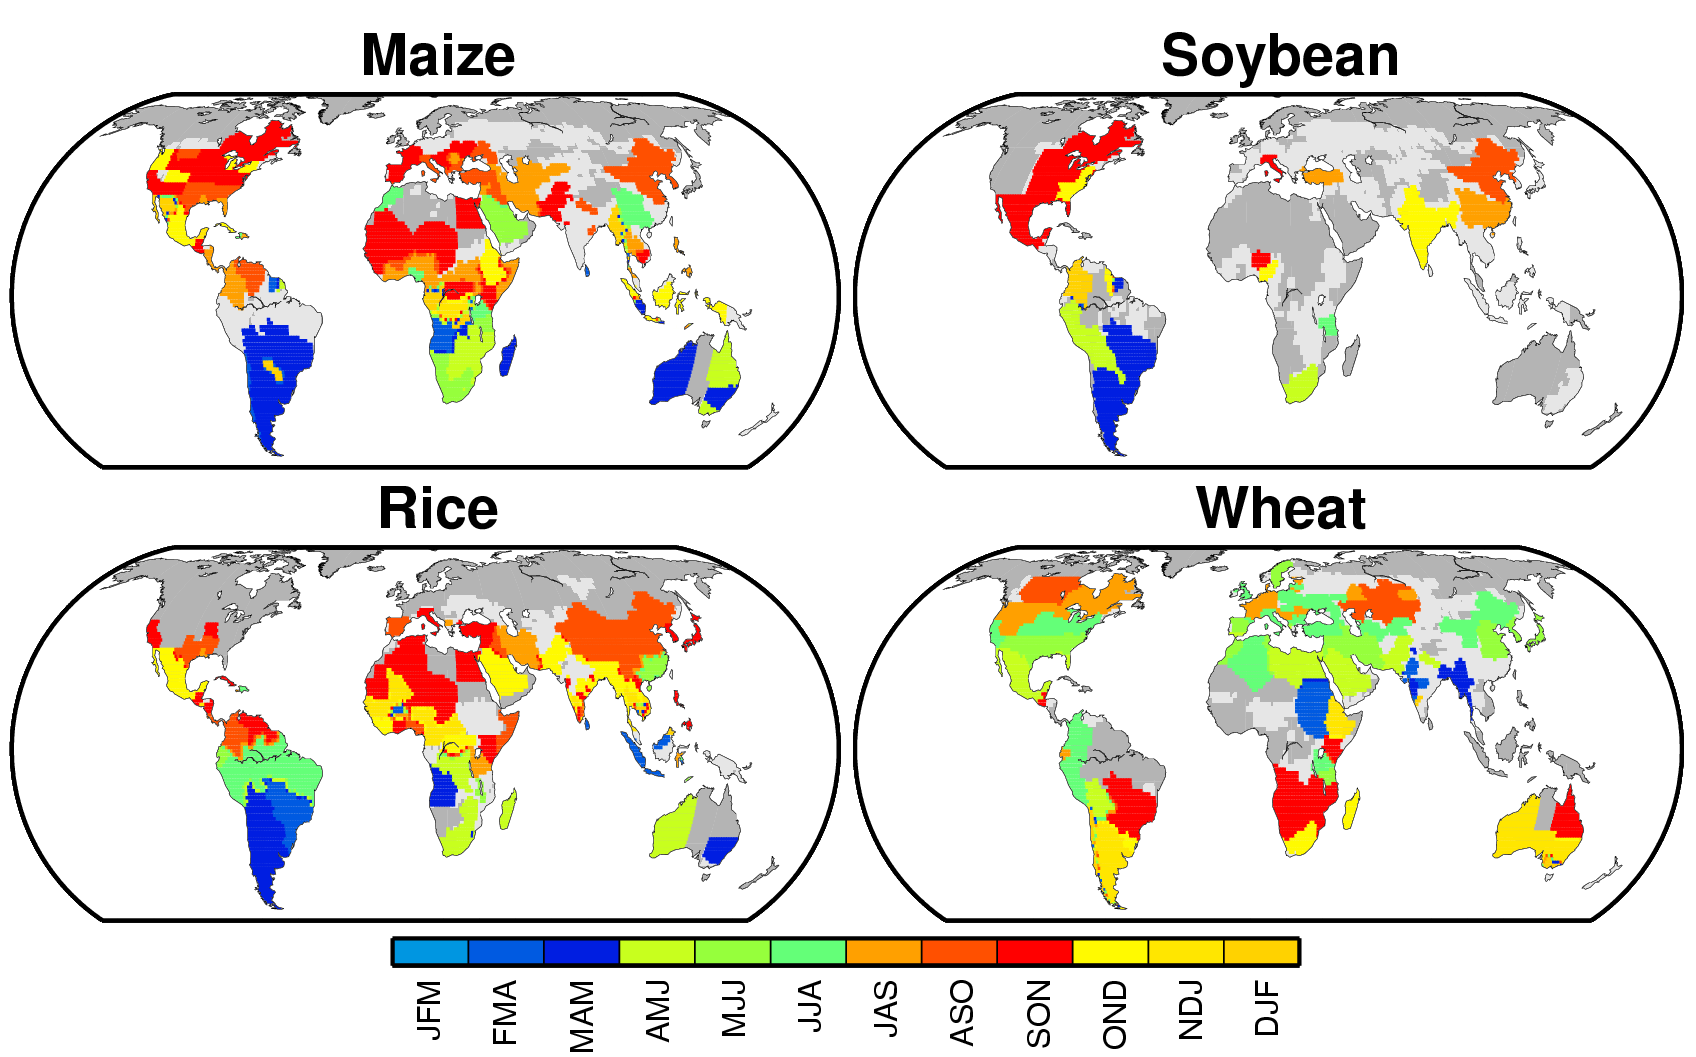 Maize
Soybean
Rice
Wheat
JFM
FMA
MAM
AMJ
MJJ
JJA
JAS
ASO
SON
OND
NDJ
DJF